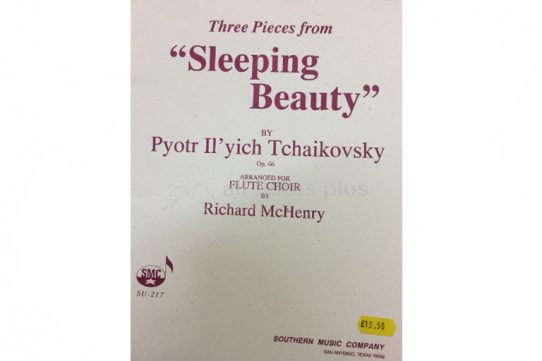 Three Pieces from
“Sleeping
Beauty”
BY
Pyotr Il’yich Tchaikovsky
Op. 66
ARRANGED FOR
FLUTE CHOIR
BY
Richard McHenry
SMC
SU-217
£13.50
SOUTHERN MUSIC COMPANY
SAN ANTONIO, TEXAS 78292